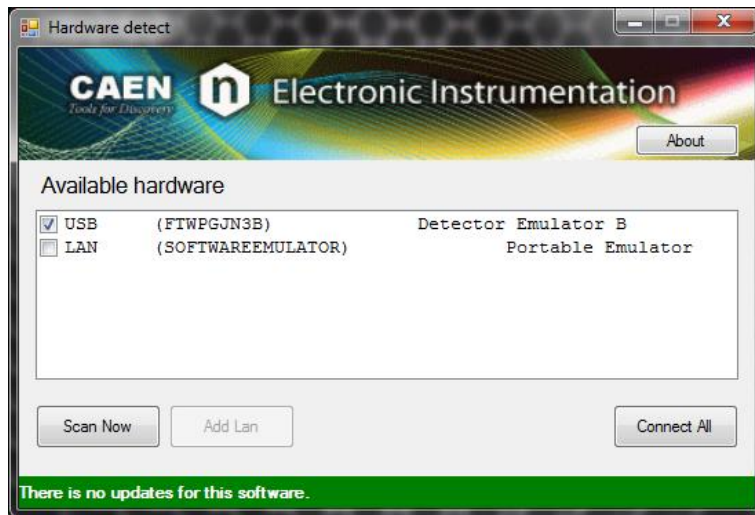 Hardware detect
CAEN n Electronic Instrumentation
Tools for Discovery
About
Available hardware
USB (FTWPGJN3B) Detector Emulator B
LAN (SOFTWAREEMULATOR) Portable Emulator
Scan Now Add Lan Connect All
There is no updates for this software.